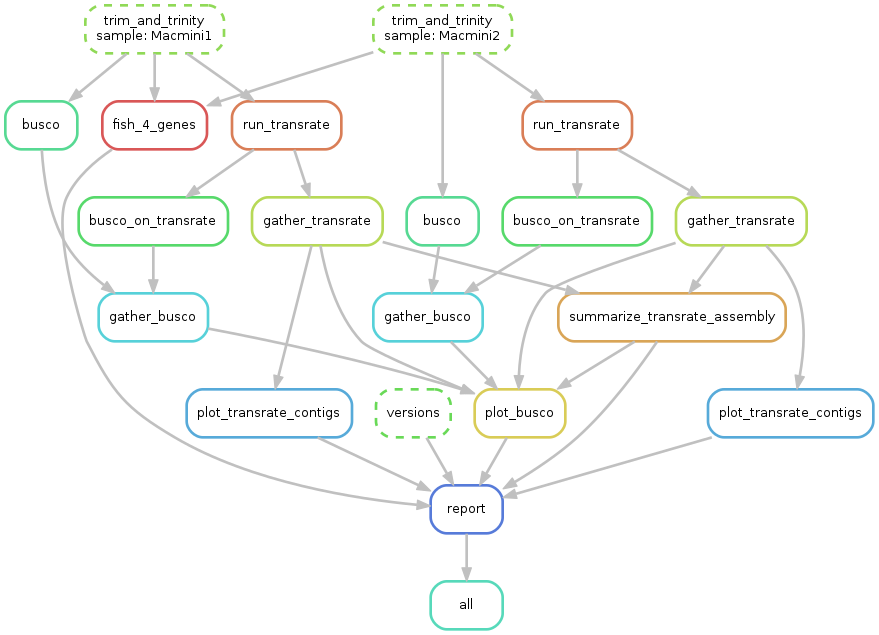 trim_and_trinity
sample: Macmini1
trim_and_trinity
sample: Macmini2
busco
fish_4_genes
run_transrate
run_transrate
busco_on_transrate
gather_transrate
busco
busco_on_transrate
gather_transrate
gather_busco
gather_busco
summarize_transrate_assembly
plot_transrate_contigs
versions
plot_busco
plot_transrate_contigs
report
all